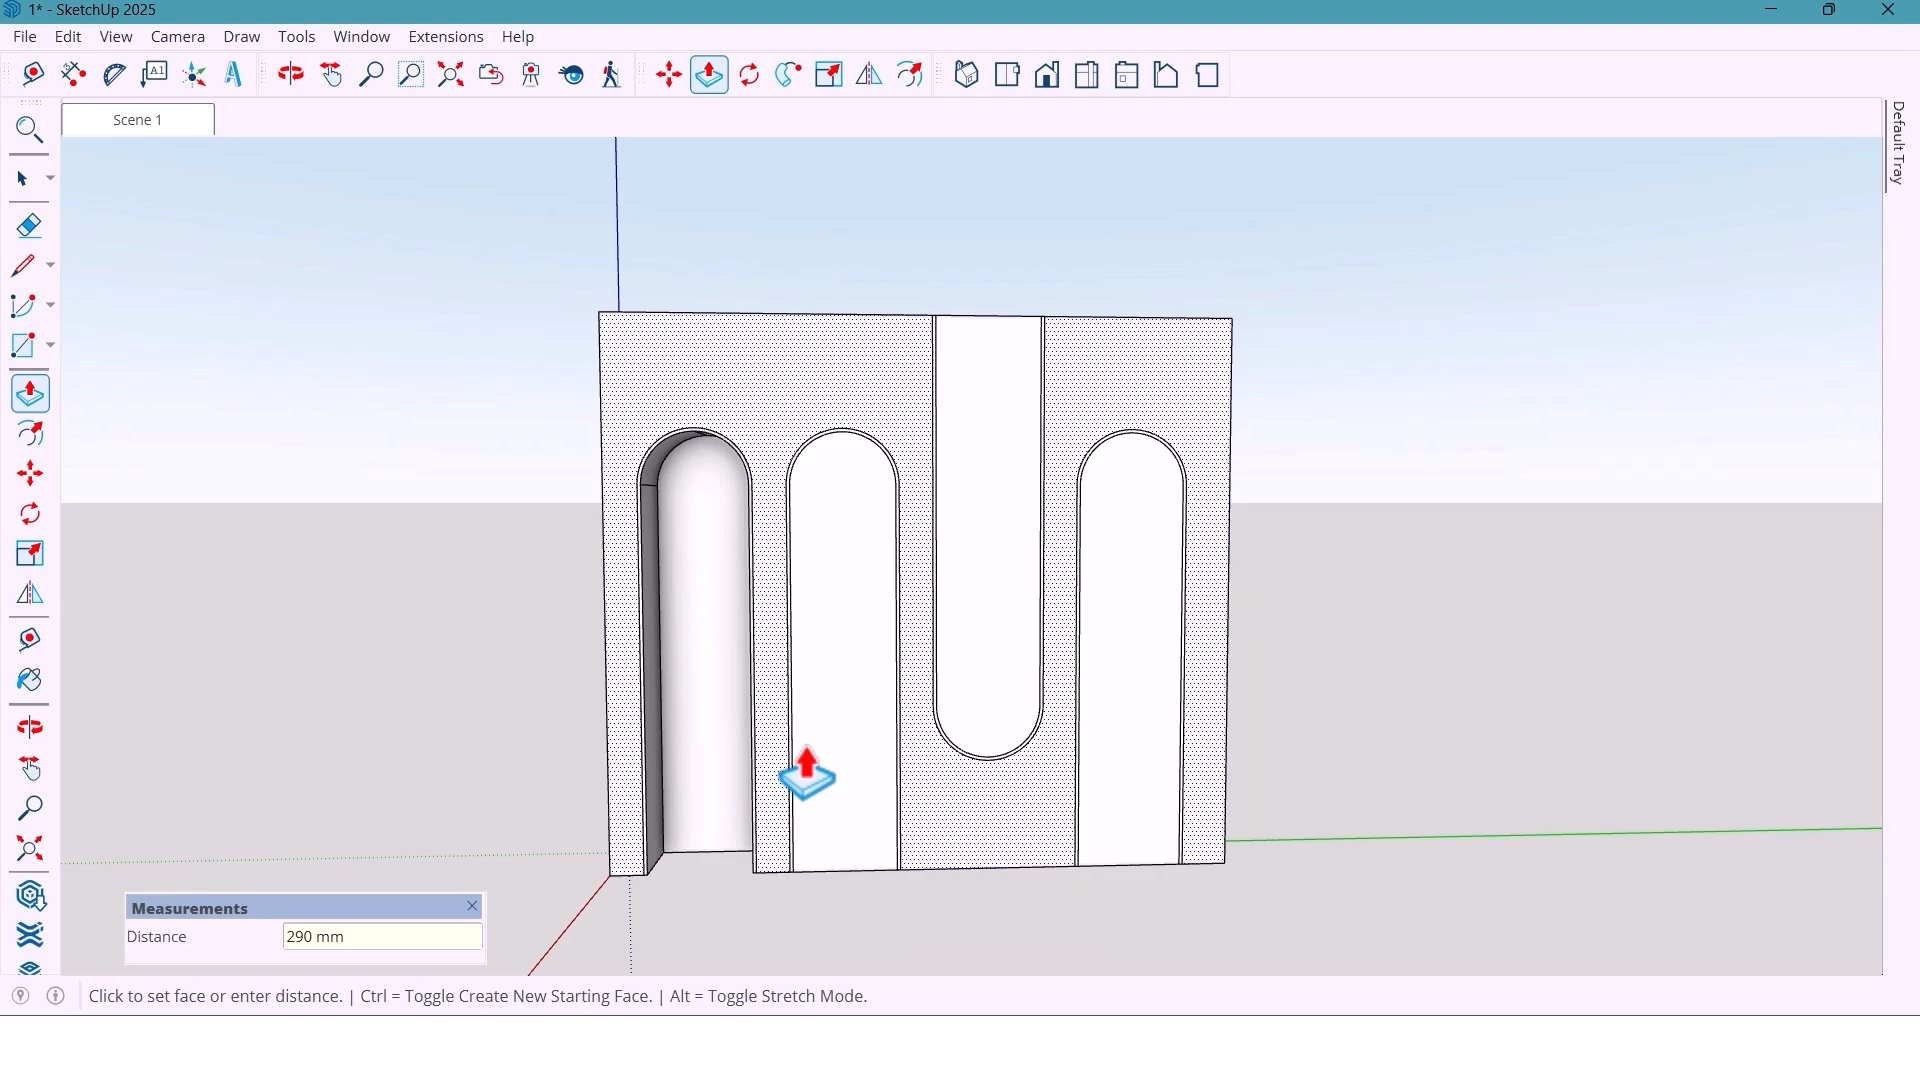 1* - SketchUp 2025
File Edit View Camera Draw Tools Window Extensions Help
A1
A
Scene 1
Default Tray
Measurements
Distance 290 mm
Click to set face or enter distance. | Ctrl = Toggle Create New Starting Face. | Alt = Toggle Stretch Mode.